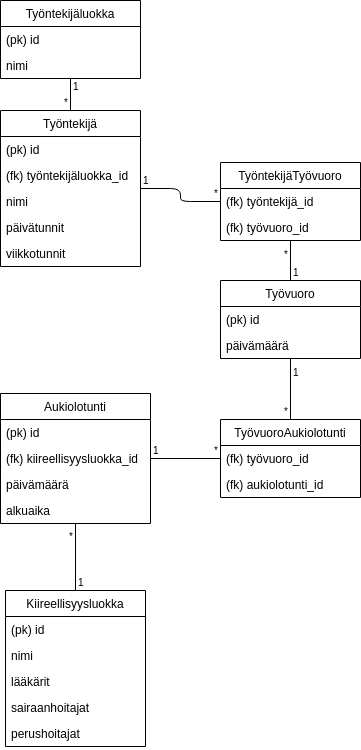 Työntekijäluokka
(pk) id
nimi
1
*
Työntekijä
(pk) id
(fk) työntekijäluokka_id
nimi
päivätunnit
viikkotunnit
1
*
TyöntekijäTyövuoro
(fk) työntekijä_id
(fk) työvuoro_id
*
1
Työvuoro
(pk) id
päivämäärä
1
*
TyövuoroAukiolotunti
(fk) työvuoro_id
(fk) aukiolotunti_id
1
*
Aukiolotunti
(pk) id
(fk) kiireellisyysluokka_id
päivämäärä
alkuaika
*
1
Kiireellisyysluokka
(pk) id
nimi
lääkärit
sairaanhoitajat
perushoitajat